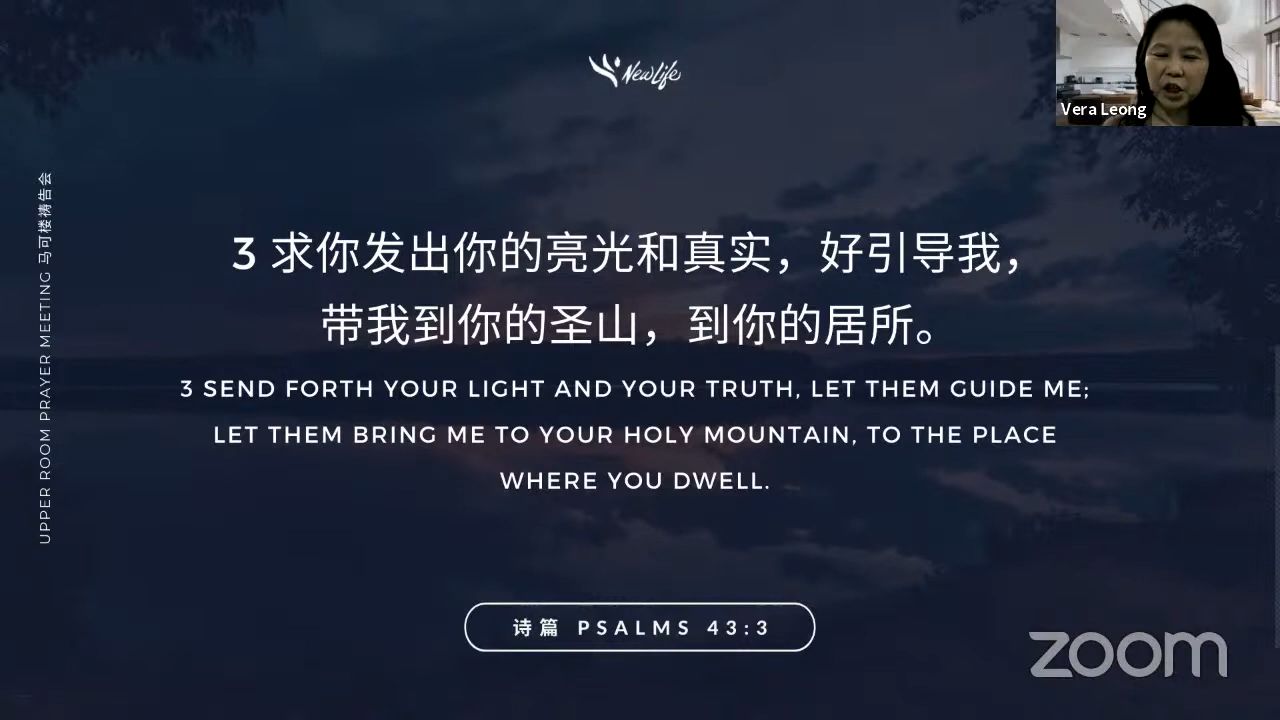 NewLife
Vera Leong
UPPER ROOM PRAYER MEETING 马可楼祷告会
3 求你发出你的亮光和真实，好引导我，
带我到你的圣山，到你的居所。
3 SEND FORTH YOUR LIGHT AND YOUR TRUTH, LET THEM GUIDE ME;
LET THEM BRING ME TO YOUR HOLY MOUNTAIN, TO THE PLACE
WHERE YOU DWELL.
诗篇 PSALMS 43:3
zoom